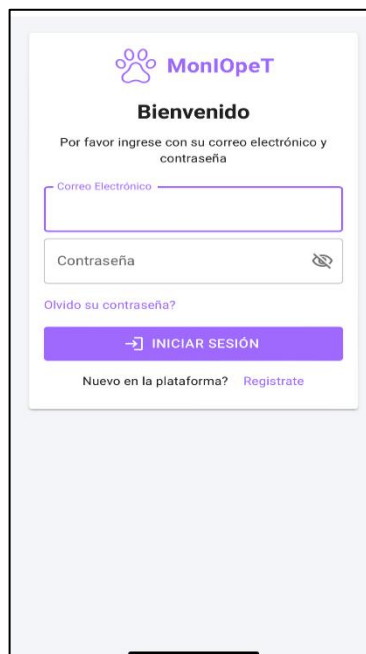 MonIOpeT
Bienvenido
Por favor ingrese con su correo electrónico y
contraseña
Correo Electrónico
Contraseña
Olvido su contraseña?
INICIAR SESIÓN
Nuevo en la plataforma? Registrate